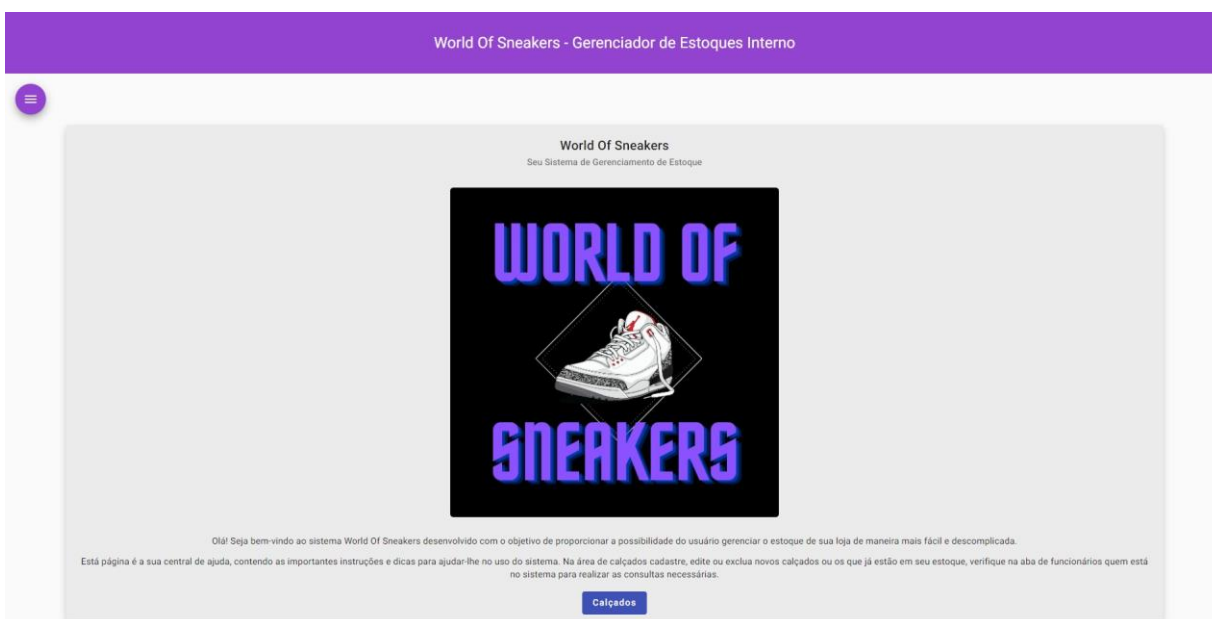 World Of Sneakers - Gerenciador de Estoques Interno
World Of Sneakers
Seu Sistema de Gerenciamento de Estoque
WORLD OF
SNEAKERS
Olá! Seja bem-vindo ao sistema World Of Sneakers desenvolvido com o objetivo de proporcionar a possibilidade do usuário gerenciar o estoque de sua loja de maneira mais fácil e descomplicada.
Está página é a sua central de ajuda, contendo as importantes instruções e dicas para ajudar-lhe no uso do sistema. Na área de calçados cadastre, edite ou exclua novos calçados ou os que já estão em seu estoque, verifique na aba de funcionários quem está
no sistema para realizar as consultas necessárias.
Calçados